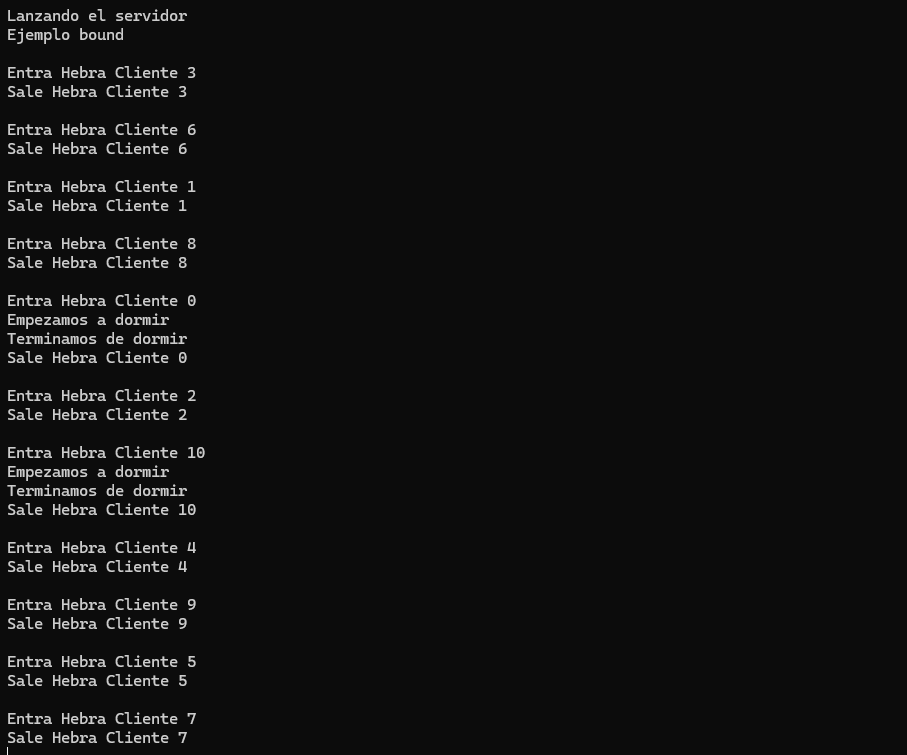 Lanzando el servidor
Ejemplo bound
Entra Hebra Cliente 3
Sale Hebra Cliente 3
Entra Hebra Cliente 6
Sale Hebra Cliente 6
Entra Hebra Cliente 1
Sale Hebra Cliente 1
Entra Hebra Cliente 8
Sale Hebra Cliente 8
Entra Hebra Cliente 0
Empezamos a dormir
Terminamos de dormir
Sale Hebra Cliente 0
Entra Hebra Cliente 2
Sale Hebra Cliente 2
Entra Hebra Cliente 10
Empezamos a dormir
Terminamos de dormir
Sale Hebra Cliente 10
Entra Hebra Cliente 4
Sale Hebra Cliente 4
Entra Hebra Cliente 9
Sale Hebra Cliente 9
Entra Hebra Cliente 5
Sale Hebra Cliente 5
Entra Hebra Cliente 7
Sale Hebra Cliente 7